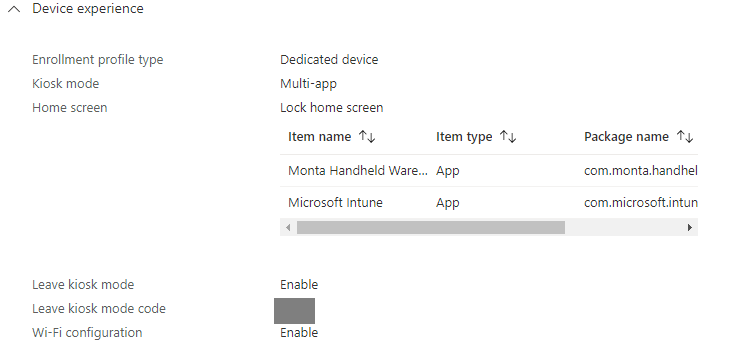 Device experience
Enrollment profile type Dedicated device
Kiosk mode Multi-app
Home screen Lock home screen
Item name Item type Package name
Monta Handheld Ware... App com.monta.handhel
Microsoft Intune App com.microsoft.intun
Leave kiosk mode Enable
Leave kiosk mode code
Wi-Fi configuration Enable